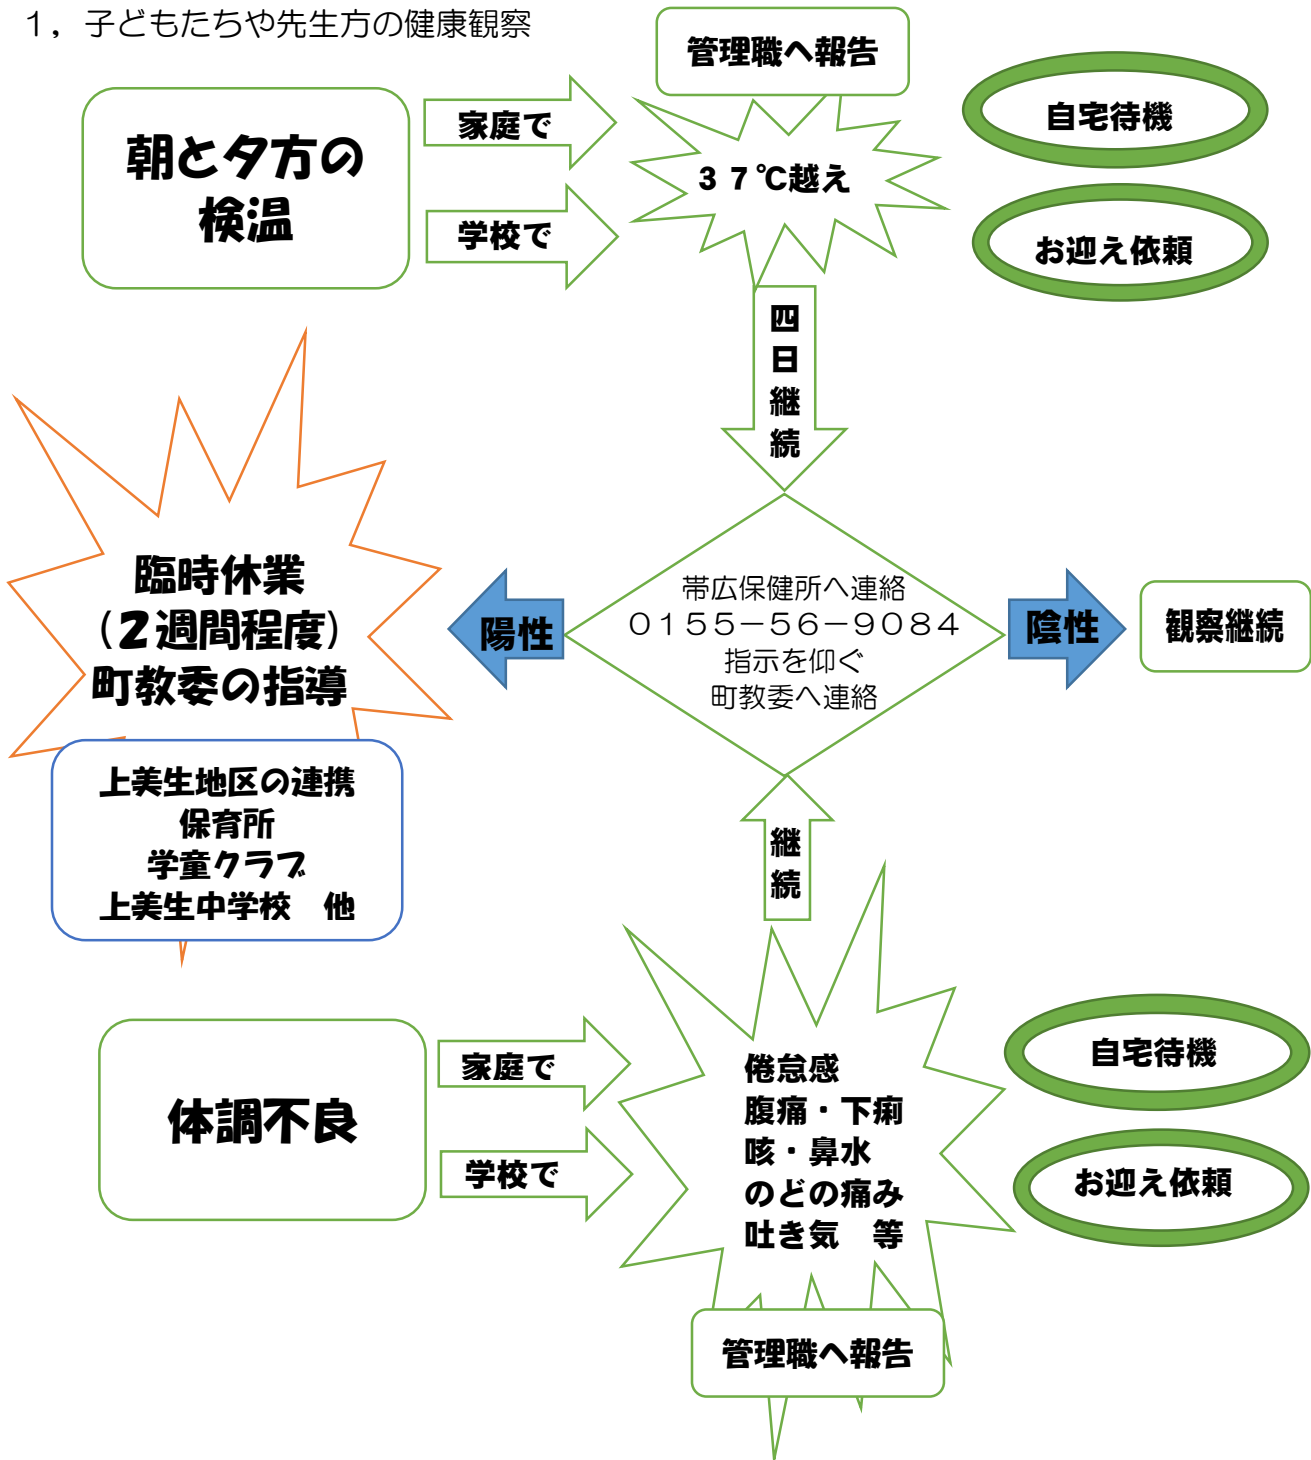 １，子どもたちや先生方の健康観察
管理職へ報告
朝と夕方の
検温
家庭で
学校で
３７℃越え
自宅待機
お迎え依頼
四日継続
臨時休業
（２週間程度）
町教委の指導
陽性
帯広保健所へ連絡
０１５５－５６－９０８４
指示を仰ぐ
町教委へ連絡
陰性
観察継続
上美生地区の連携
保育所
学童クラブ
上美生中学校　他
継続
体調不良
家庭で
学校で
倦怠感
腹痛・下痢
咳・鼻水
のどの痛み
吐き気　等
自宅待機
お迎え依頼
管理職へ報告